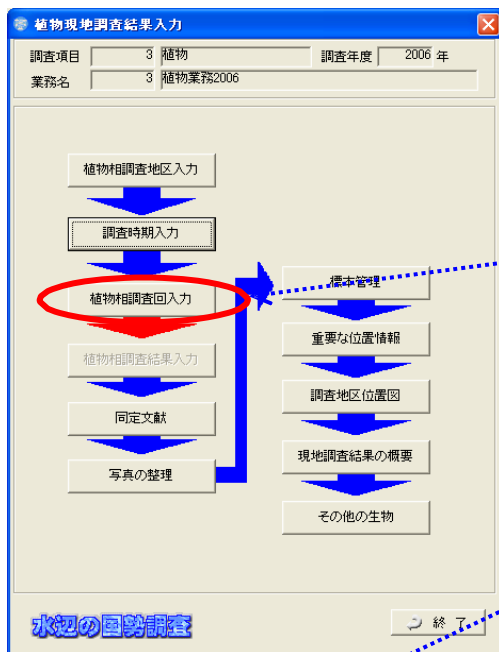 植物現地調査結果入力
調査項目 3 植物 調査年度 2006 年
業務名 3 植物業務2006
植物相調査地区入力
調査時期入力
植物相調査回入力
植物相調査結果入力
同定文献
写真の整理
標本管理
重要な位置情報
調査地区位置図
現地調査結果の概要
その他の生物
水辺の国勢調査
終了